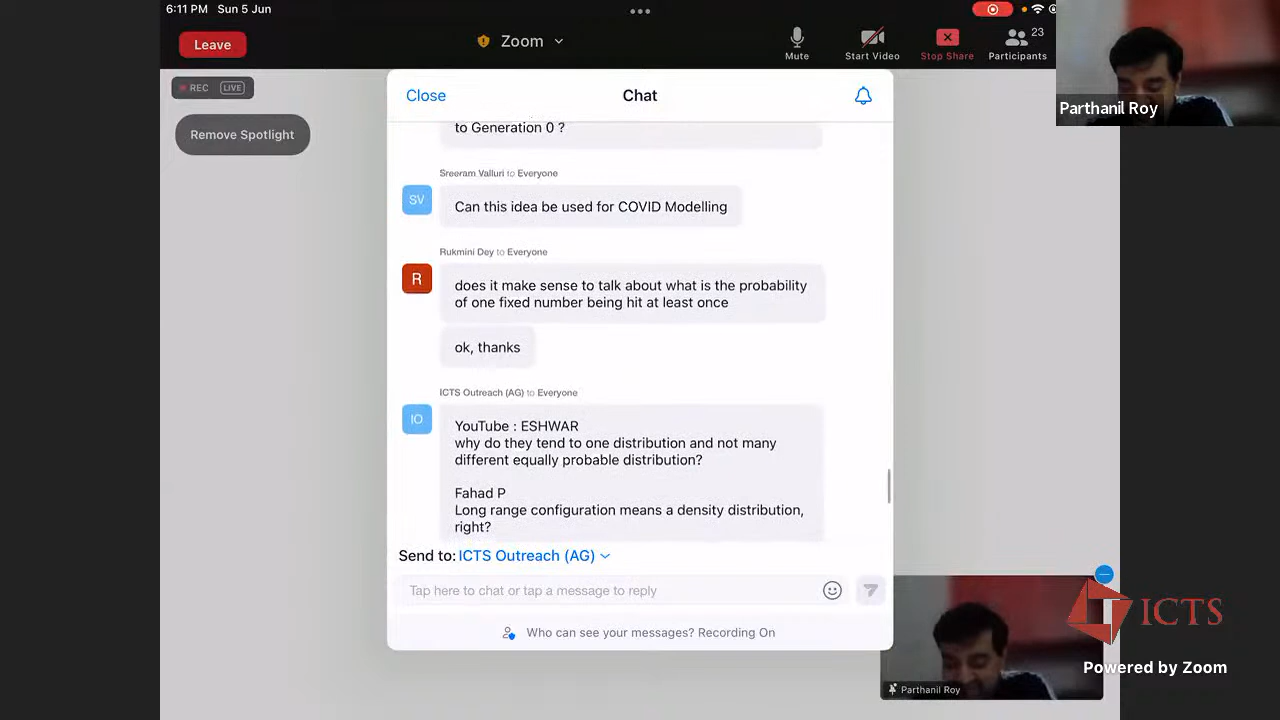 6:11 PM Sun 5 Jun
Leave
Zoom
Mute
Start Video
Stop Share
Participants
23
Parthanil Roy
REC LIVE
Remove Spotlight
Close
Chat
to Generation 0 ?
Sreeram Valluri to Everyone
SV
Can this idea be used for COVID Modelling
Rukmini Dey to Everyone
R
does it make sense to talk about what is the probability
of one fixed number being hit at least once
ok, thanks
ICTS Outreach (AG) to Everyone
IO
YouTube : ESHWAR
why do they tend to one distribution and not many
different equally probable distribution?
Fahad P
Long range configuration means a density distribution,
right?
Send to: ICTS Outreach (AG)
Tap here to chat or tap a message to reply
Who can see your messages? Recording On
ICTS
Powered by Zoom
Parthanil Roy